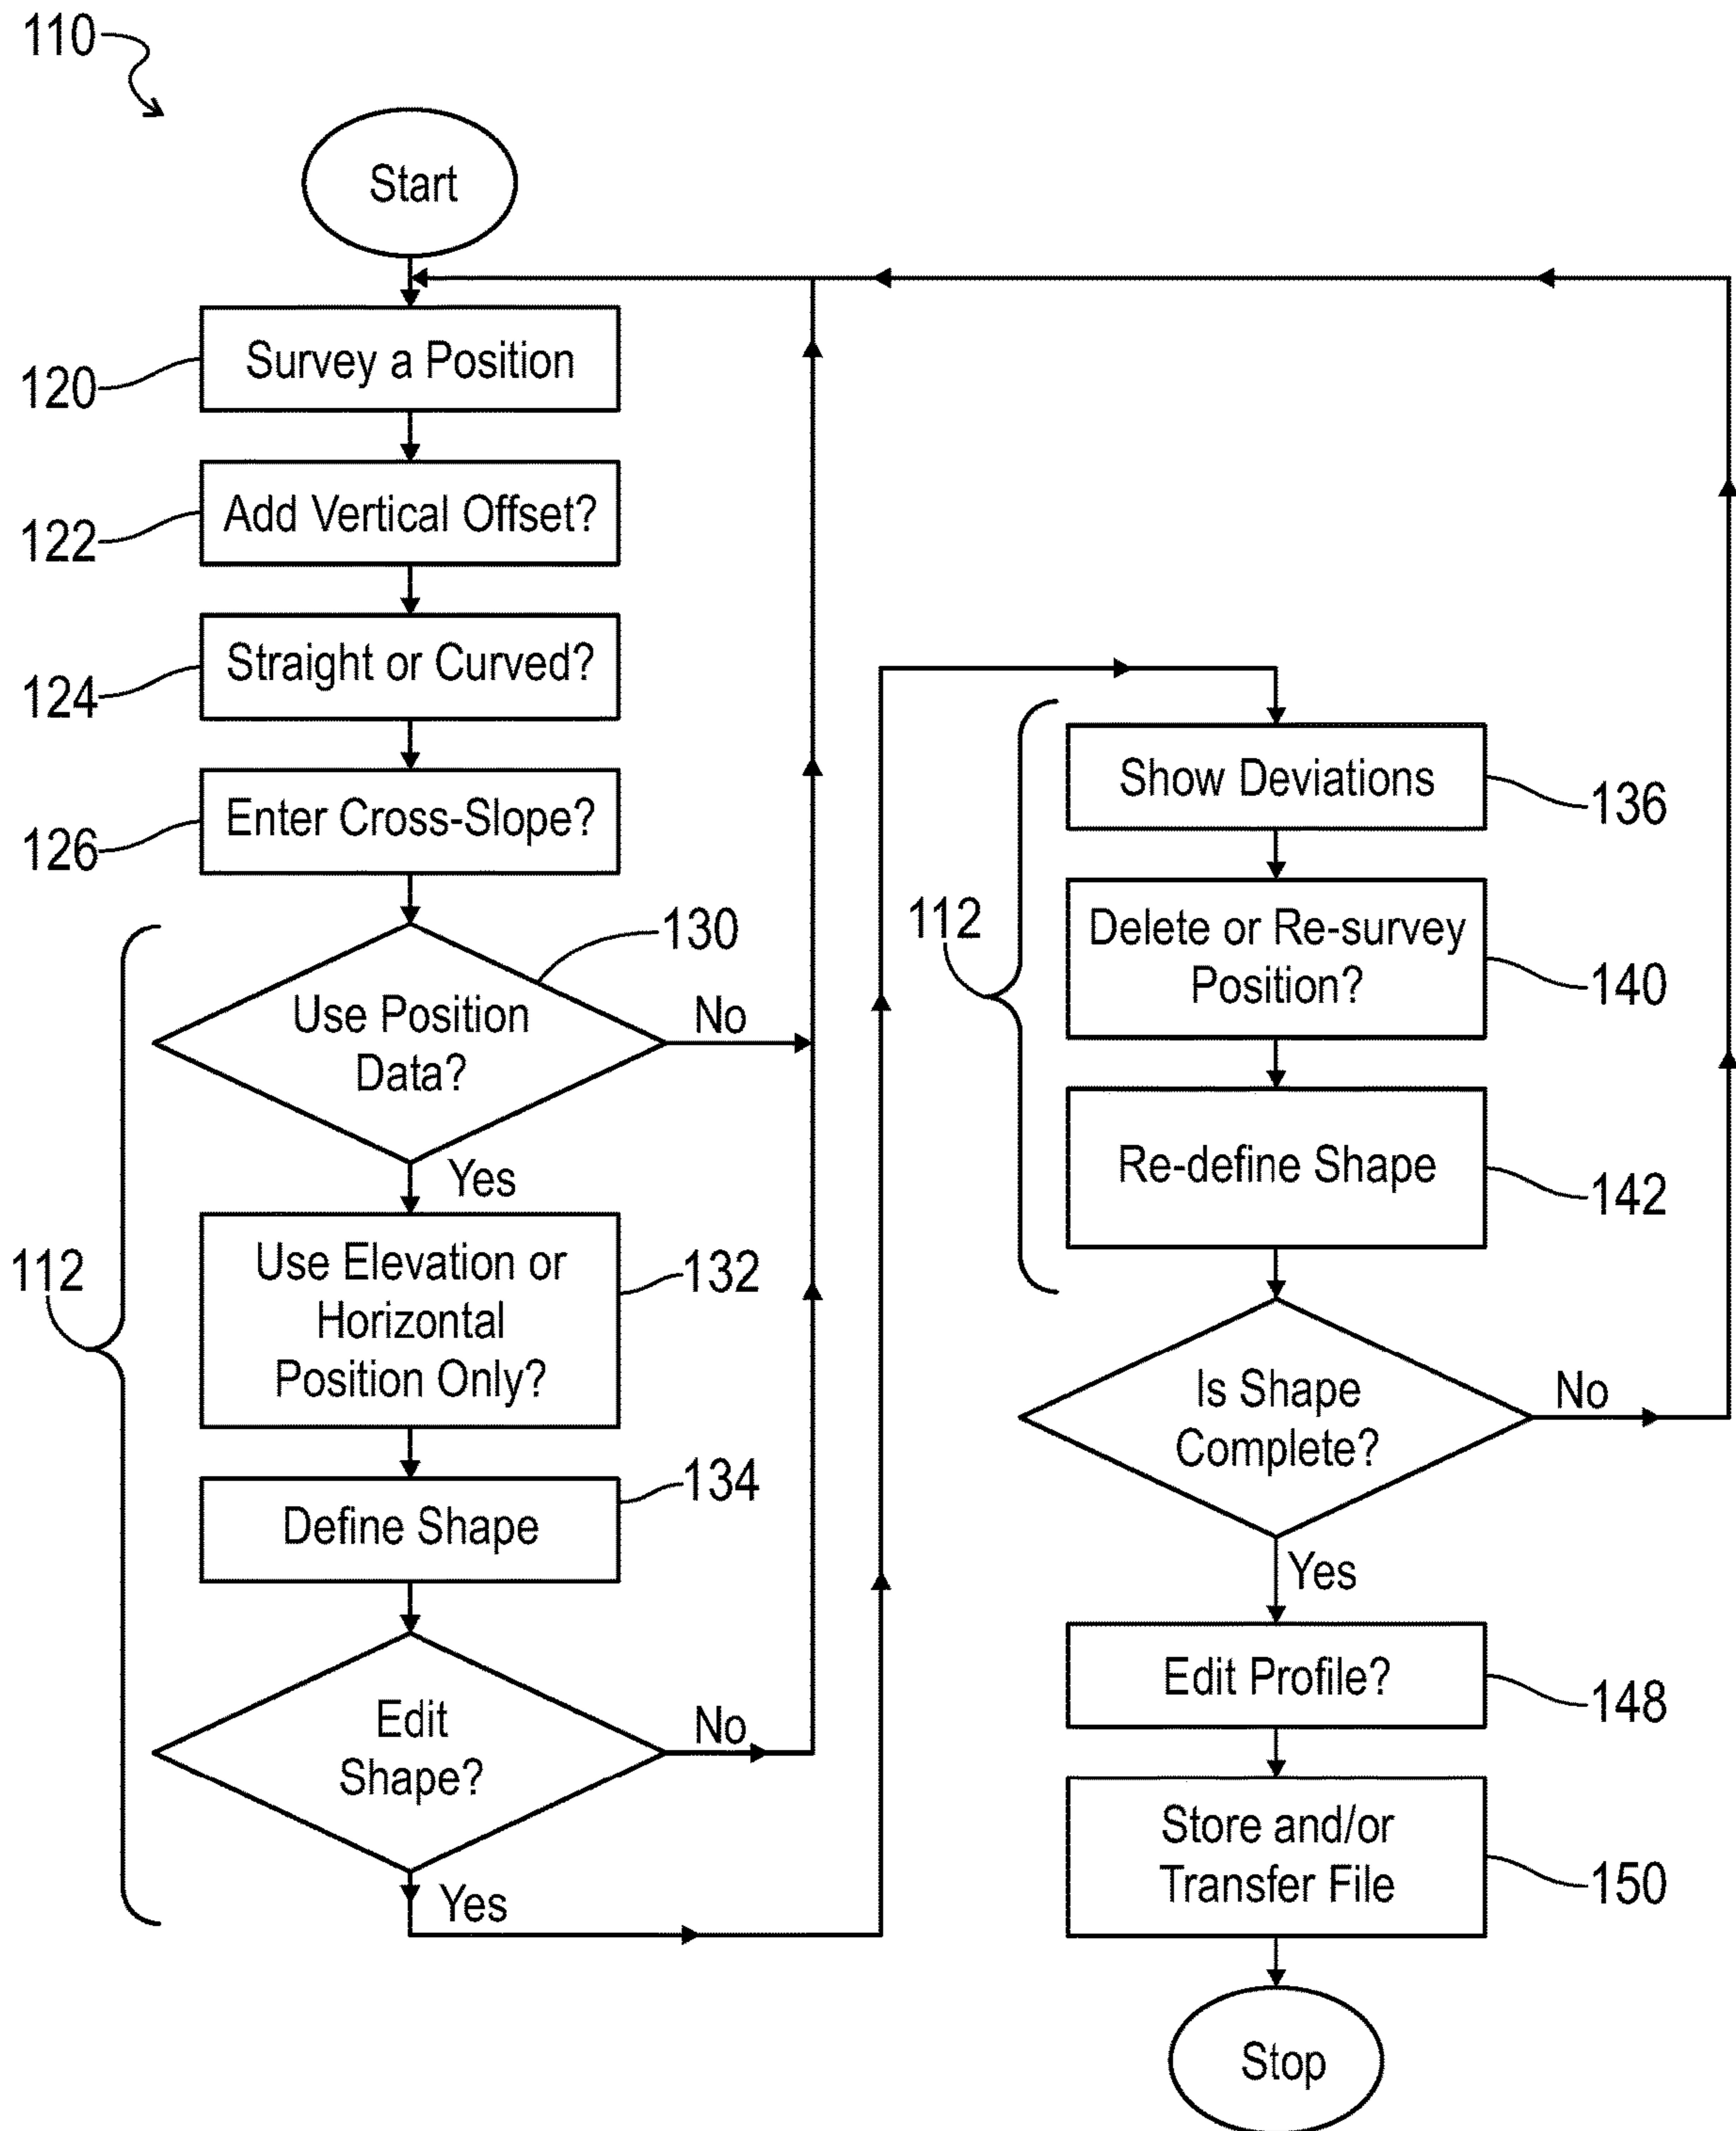 110
Start
Survey a Position
120
Add Vertical Offset?
122
Straight or Curved?
124
Enter Cross-Slope?
126
130
Use Position
Data?
No
Yes
112
Use Elevation or
Horizontal
Position Only?
132
Define Shape
134
Edit
Shape?
No
Yes
Show Deviations
136
112
Delete or Re-survey
Position?
140
Re-define Shape
142
Is Shape
Complete?
No
Yes
Edit Profile?
148
Store and/or
Transfer File
150
Stop